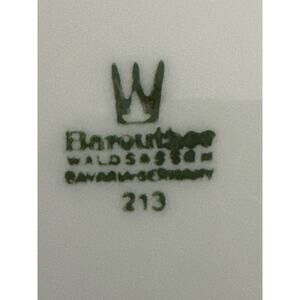 W
Bareuther
WALDSASSEN
BAVARIA-GERMANY
213